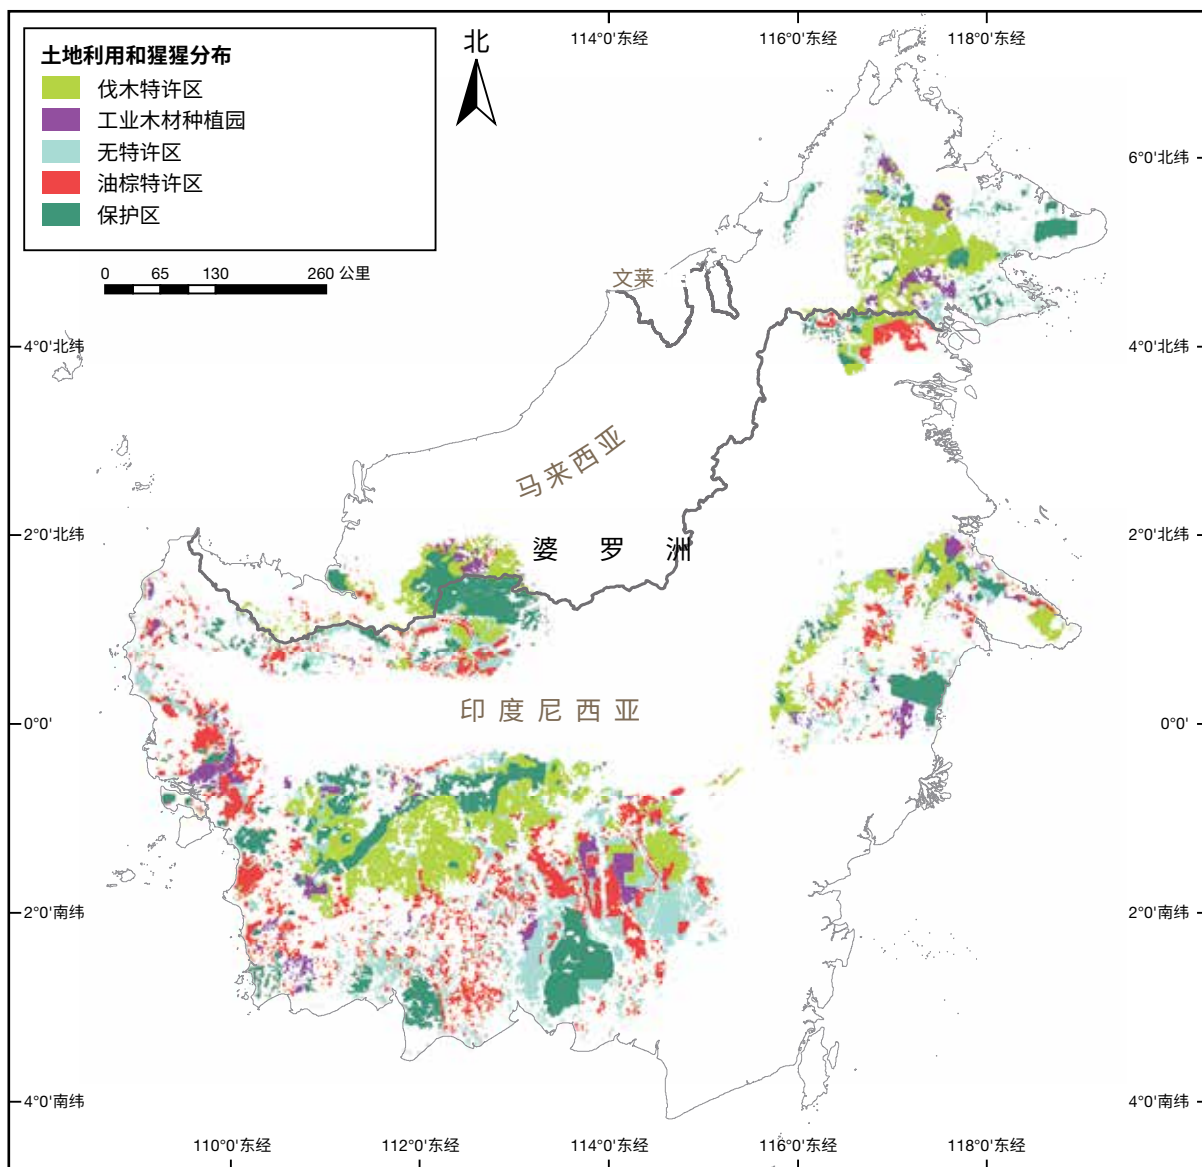 土地利用和猩猩分布
伐木特许区
工业木材种植园
无特许区
油棕特许区
保护区
0 65 130 260 公里
北
114°0'东经 116°0'东经 118°0'东经
6°0'北纬
文莱
4°0'北纬 4°0'北纬
马来西亚
2°0'北纬 婆罗洲 2°0'北纬
印度尼西亚
0°0' 0°0'
2°0'南纬 2°0'南纬
4°0'南纬 4°0'南纬
110°0'东经 112°0'东经 114°0'东经 116°0'东经 118°0'东经